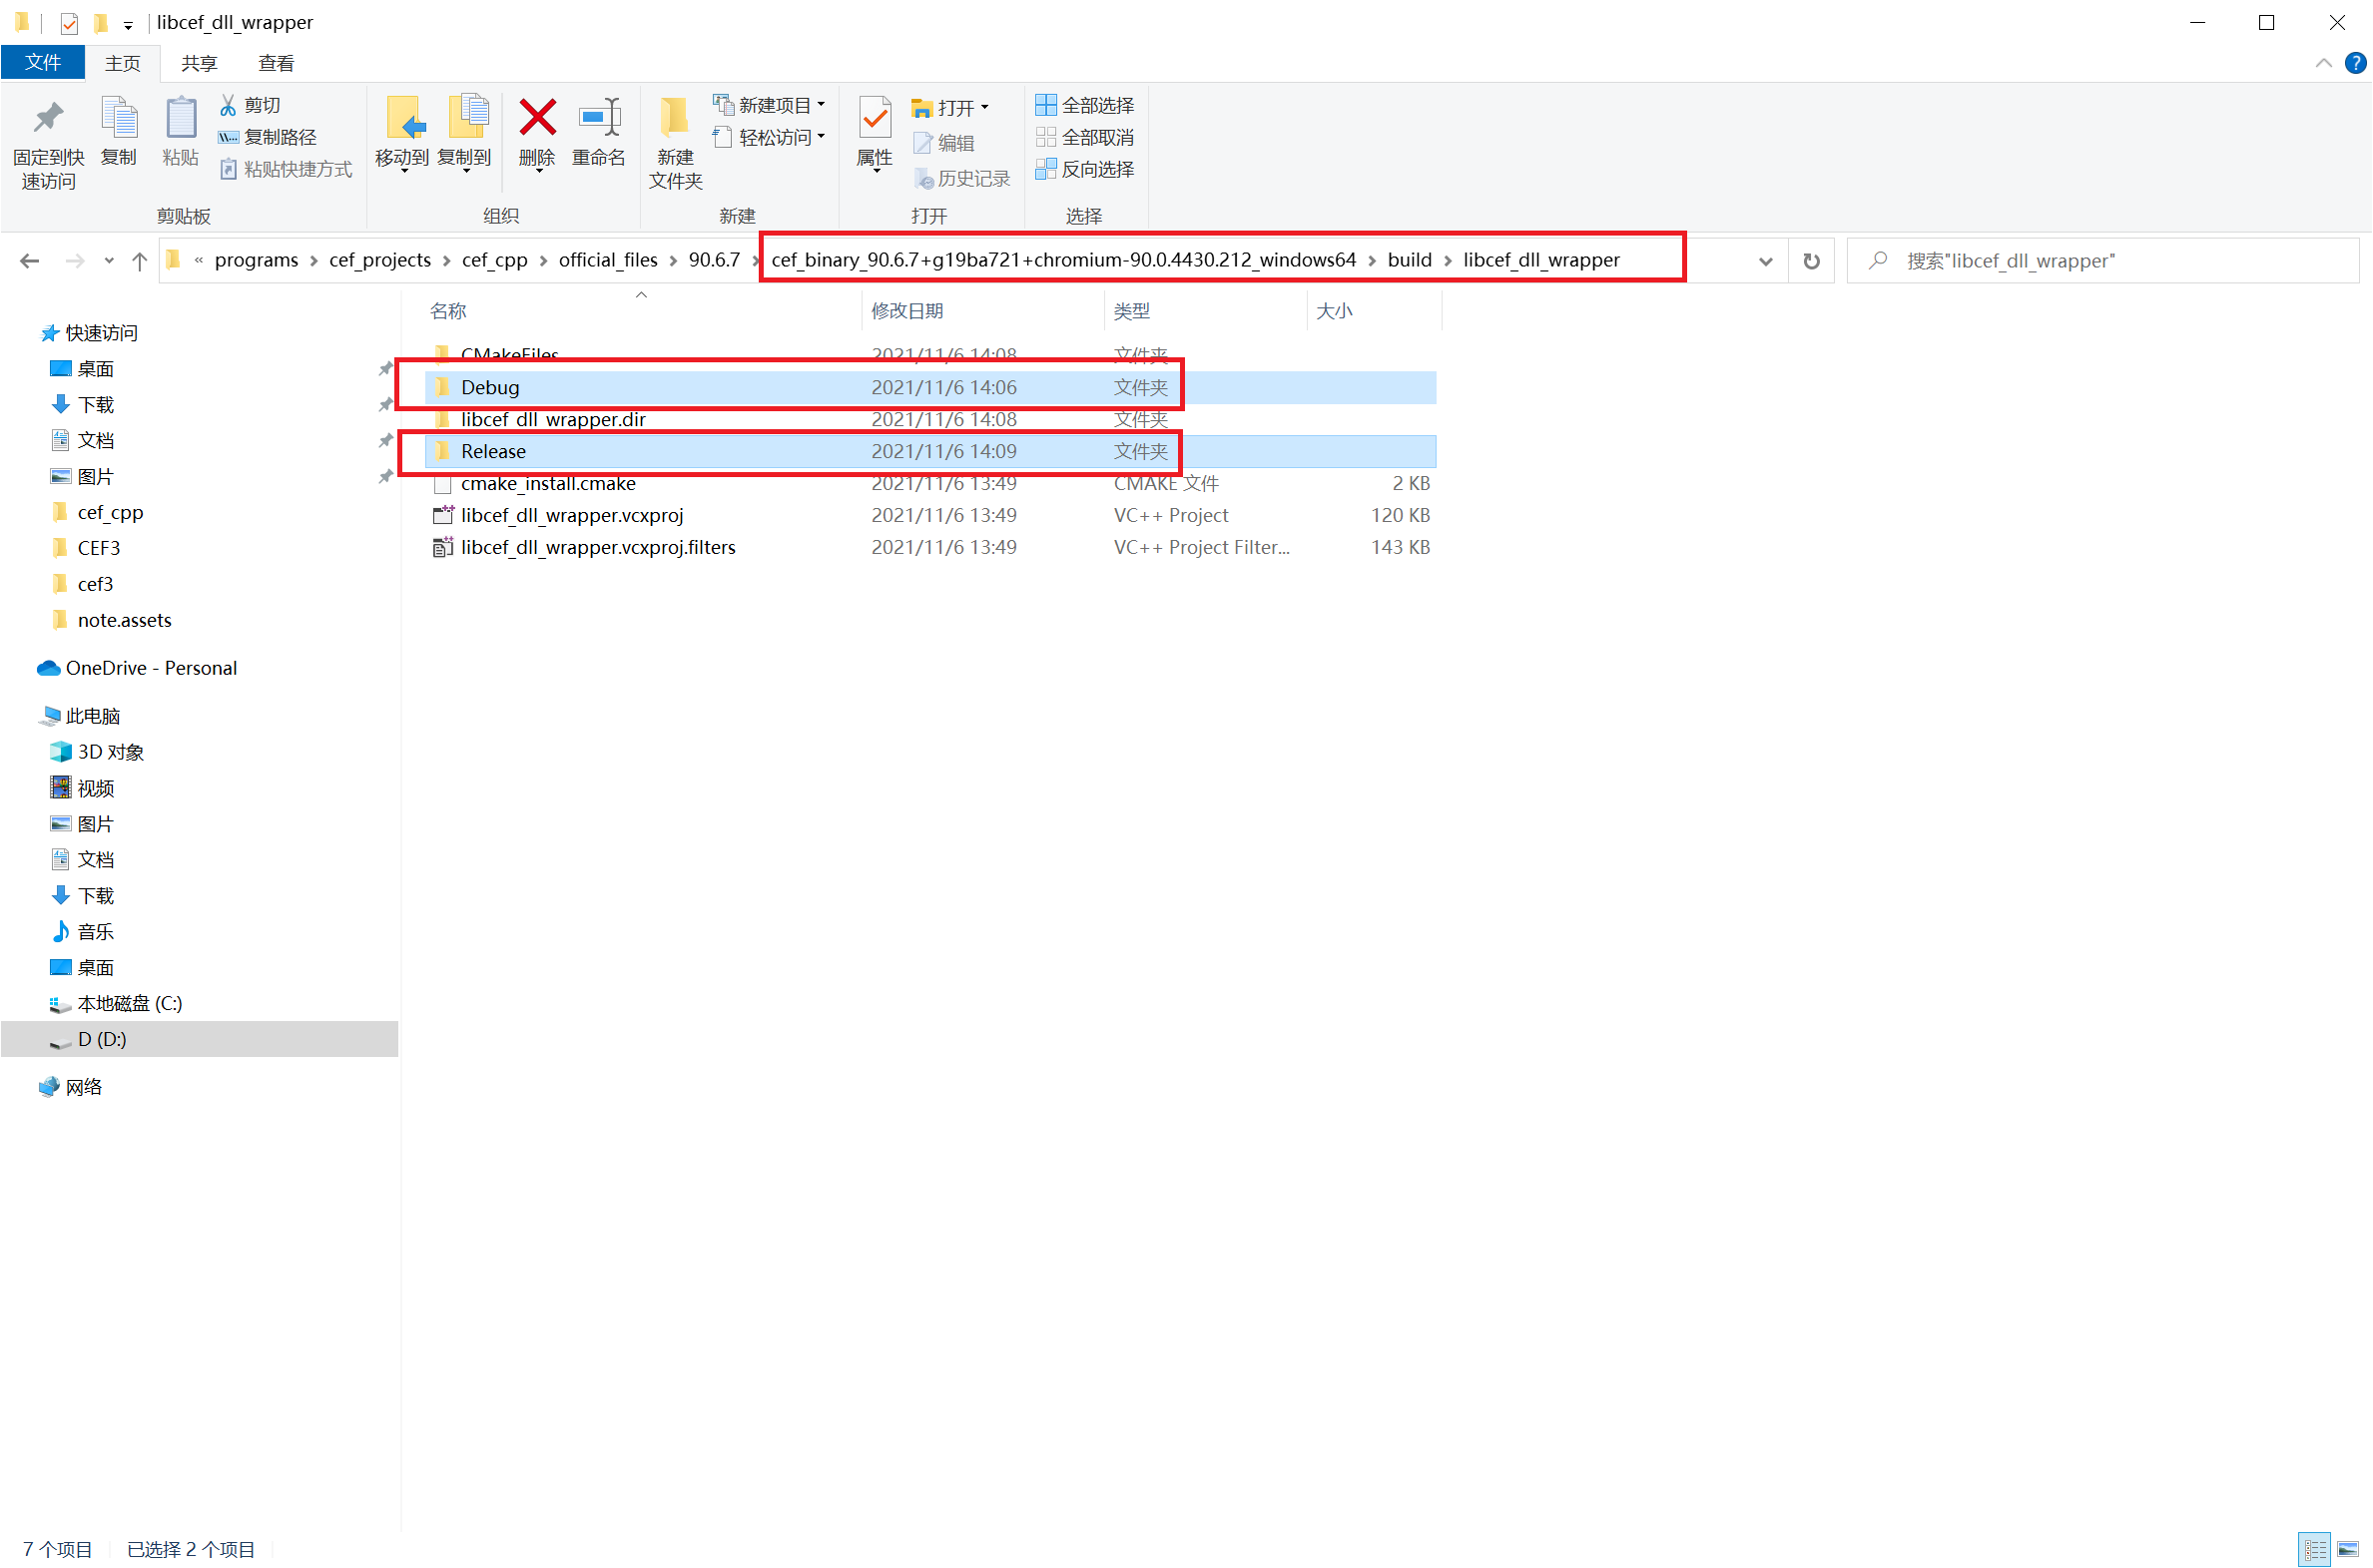 libcef_dll_wrapper
文件 主页 共享 查看
固定到快速访问
复制
粘贴
剪切
复制路径
粘贴快捷方式
剪贴板
移动到
复制到
删除
重命名
组织
新建文件夹
新建项目
轻松访问
新建
属性
打开
编辑
历史记录
打开
全部选择
全部取消
反向选择
选择
« programs > cef_projects > cef_cpp > official_files > 90.6.7 > cef_binary_90.6.7+g19ba721+chromium-90.0.4430.212_windows64 > build > libcef_dll_wrapper
搜索"libcef_dll_wrapper"
快速访问
桌面
下载
文档
图片
cef_cpp
CEF3
cef3
note.assets
OneDrive - Personal
此电脑
3D 对象
视频
图片
文档
下载
音乐
桌面
本地磁盘 (C:)
D (D:)
网络
名称 修改日期 类型 大小
CMakeFiles 2021/11/6 14:08 文件夹
Debug 2021/11/6 14:06 文件夹
libcef_dll_wrapper.dir 2021/11/6 14:08 文件夹
Release 2021/11/6 14:09 文件夹
cmake_install.cmake 2021/11/6 13:49 CMAKE 文件 2 KB
libcef_dll_wrapper.vcxproj 2021/11/6 13:49 VC++ Project 120 KB
libcef_dll_wrapper.vcxproj.filters 2021/11/6 13:49 VC++ Project Filter... 143 KB
7 个项目 已选择 2 个项目